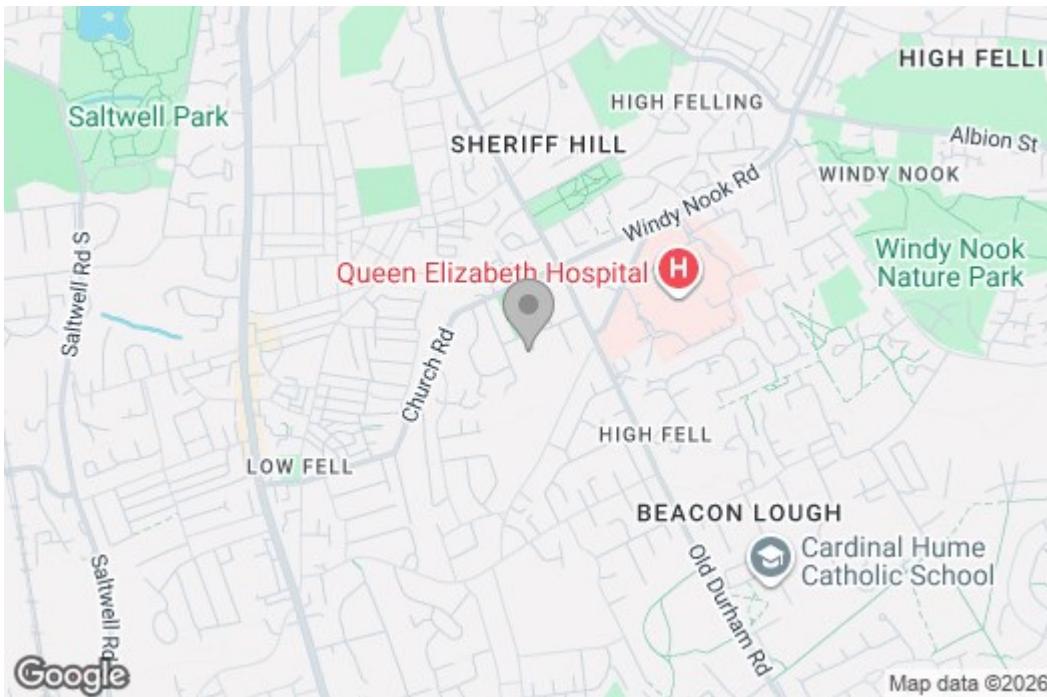 HIGH FELLI
Saltwell Park
HIGH FELLING
SHERIFF HILL
Albion St
WINDY NOOK
Windy Nook Rd
Saltwell Rd S
Queen Elizabeth Hospital
H
Windy Nook
Nature Park
Church Rd
HIGH FELL
LOW FELL
BEACON LOUGH
Cardinal Hume
Catholic School
Old Durham Rd
Saltwell Rd
Google
Map data ©2026